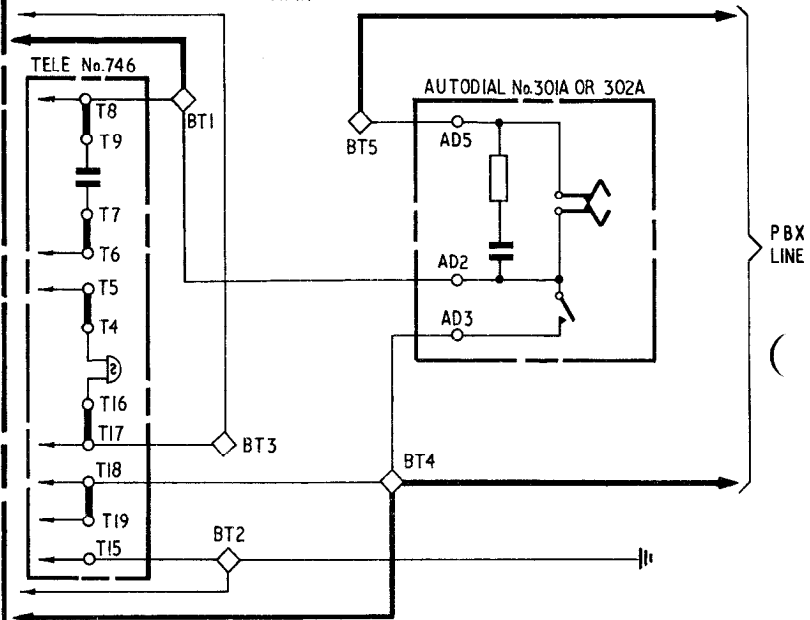 TELE No.746
T8
BT1
T9
T7
T6
T5
T4
T16
T17
BT3
T18
T19
T15
BT2
BT4
BT5
AUTODIAL No.301A OR 302A
AD5
AD2
AD3
PBX
LINE